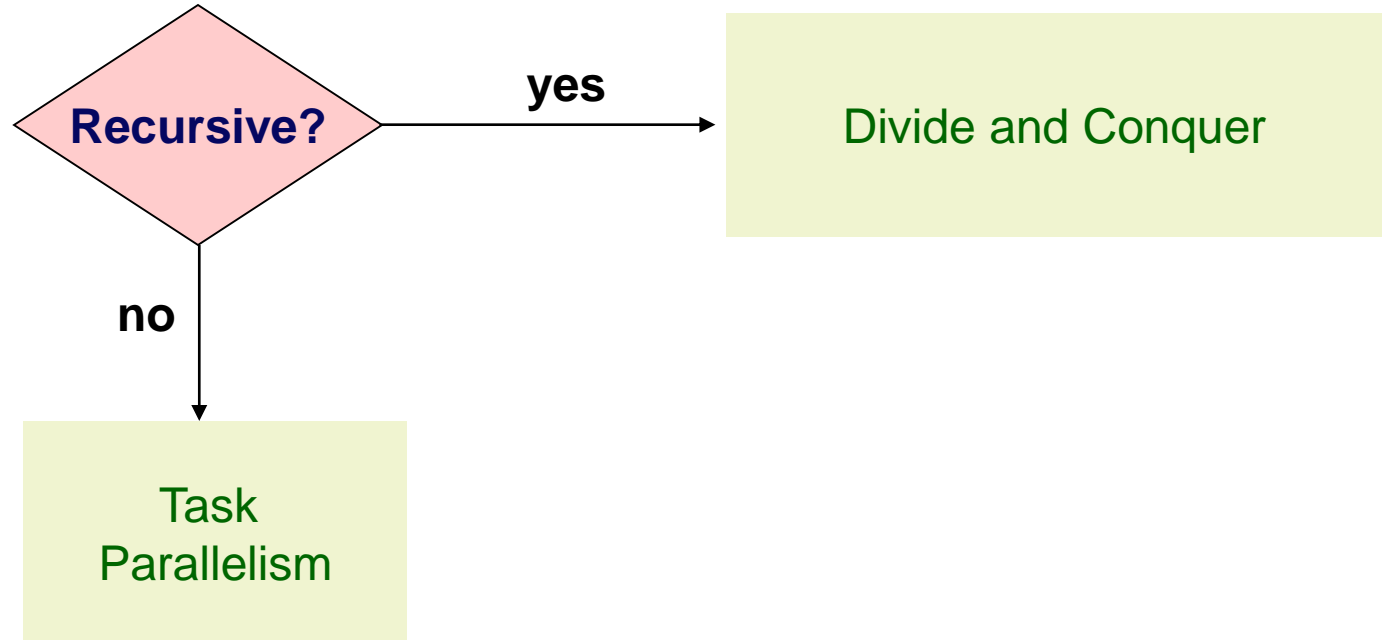 Recursive?
yes
Divide and Conquer
no
Task
Parallelism